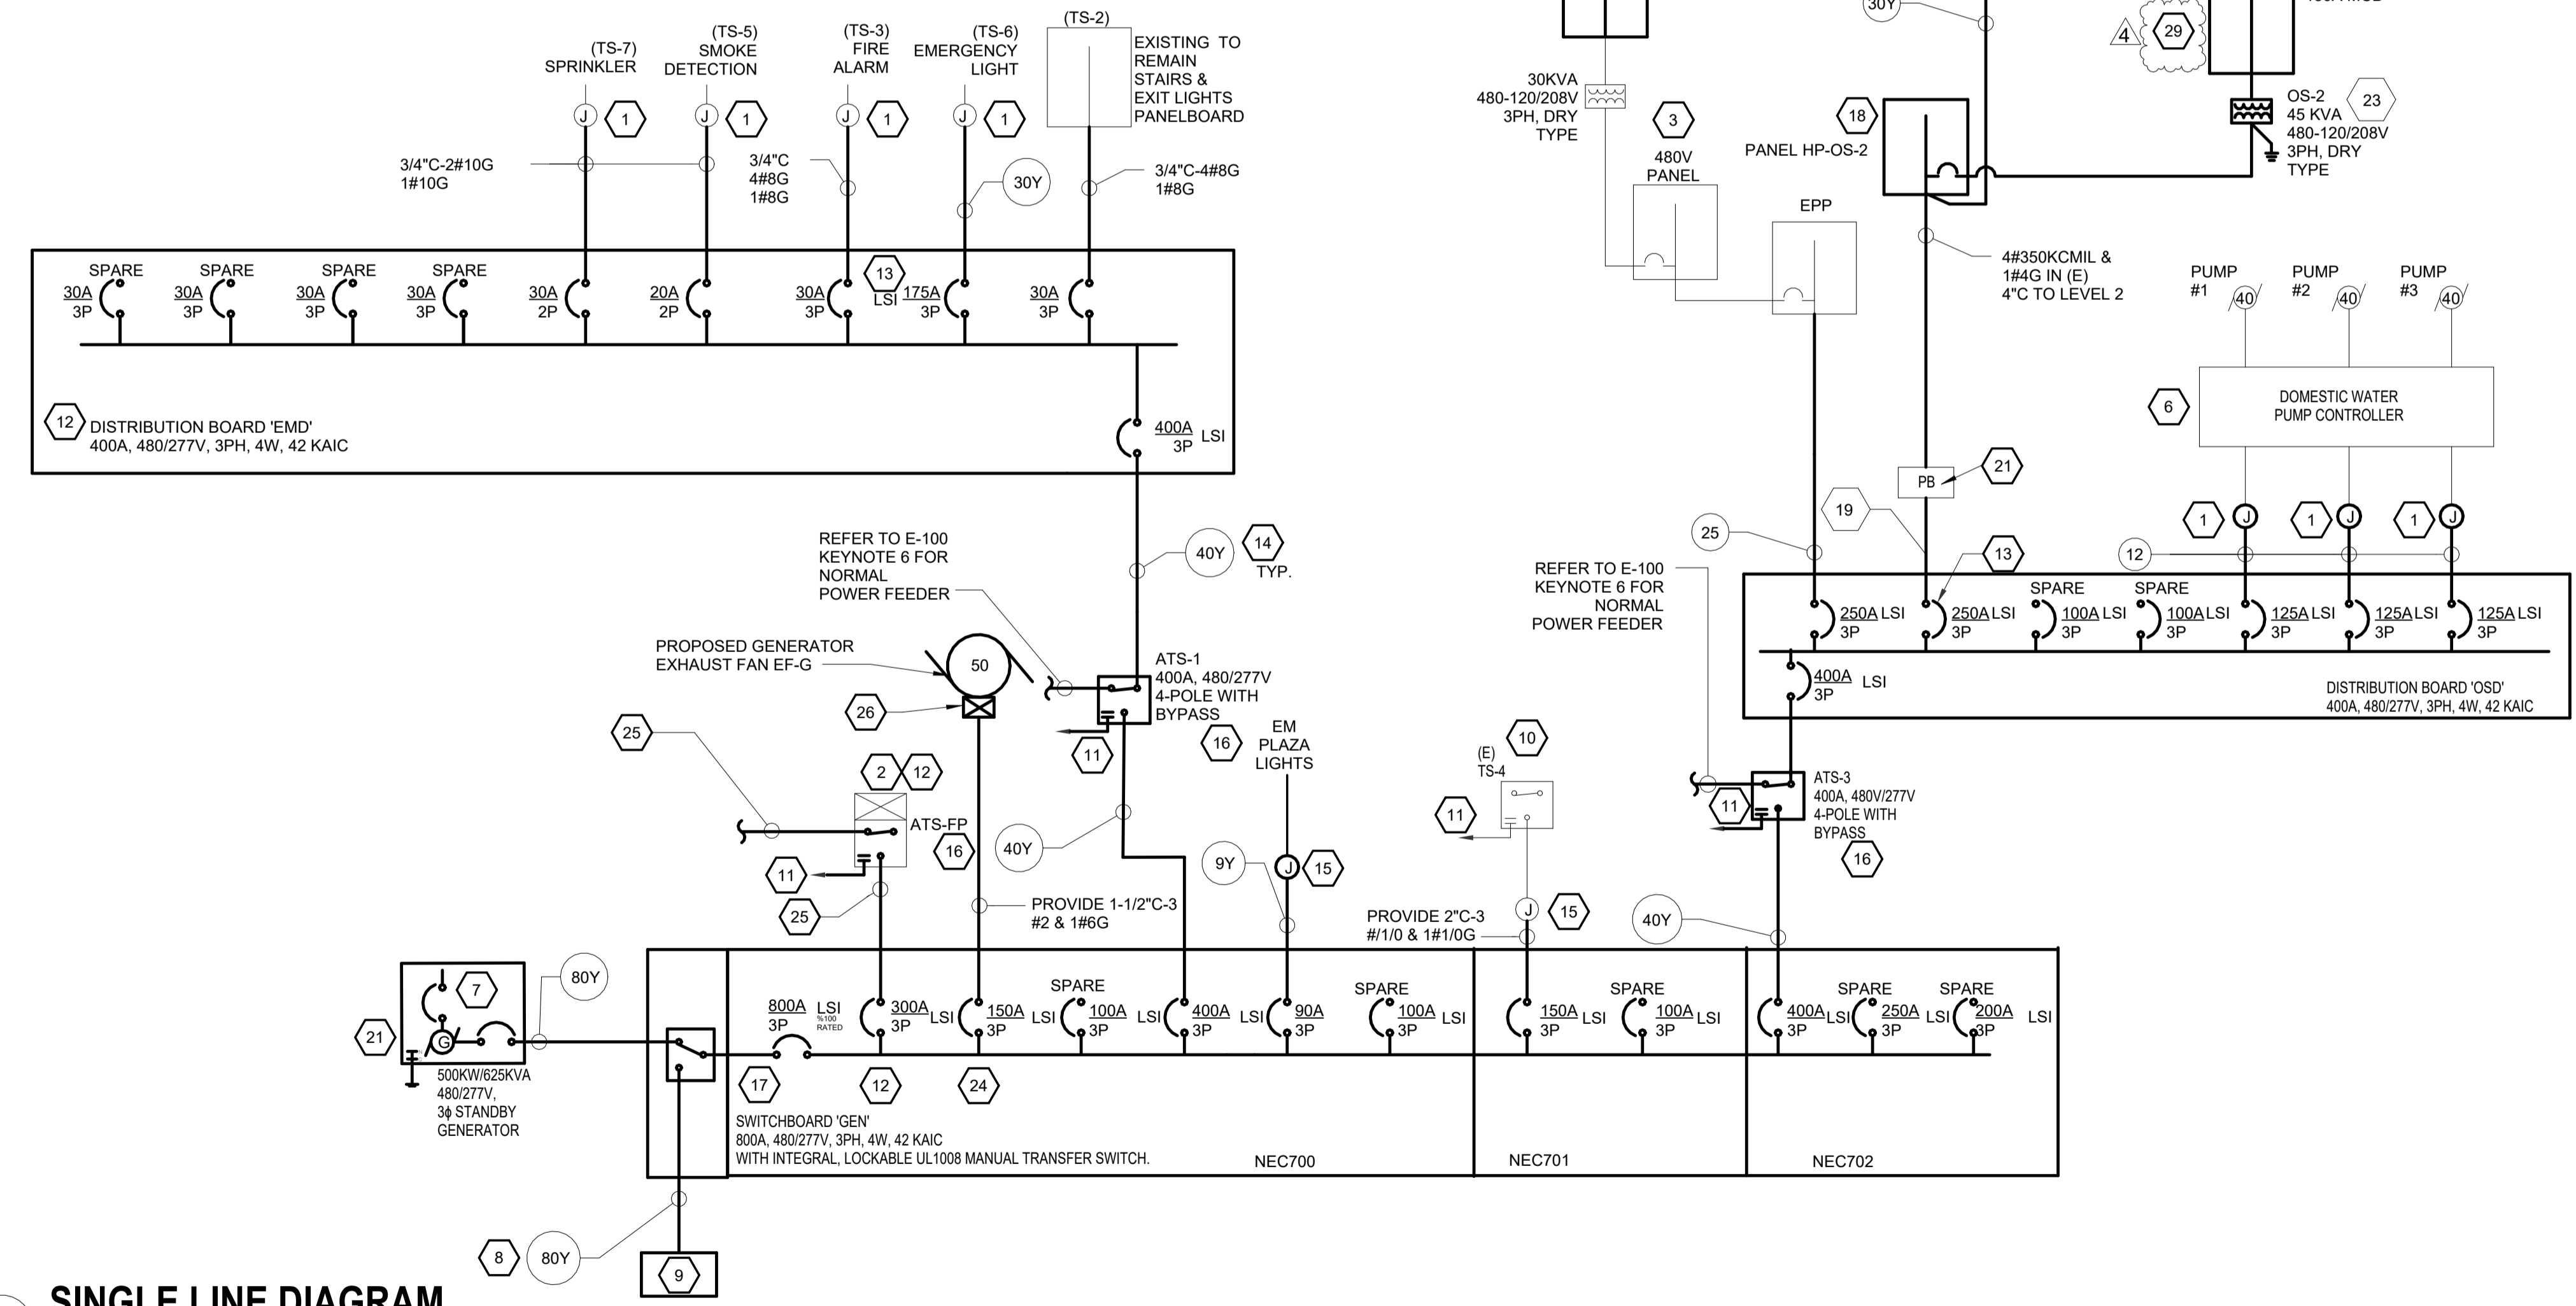 (TS-7)
SPRINKLER
(TS-5)
SMOKE
DETECTION
(TS-3)
FIRE
ALARM
(TS-6)
EMERGENCY
LIGHT
(TS-2)
EXISTING TO
REMAIN
STAIRS &
EXIT LIGHTS
PANELBOARD
J
1
J
1
J
1
J
1
3/4"C-2#10G
1#10G
3/4"C
4#8G
1#8G
30Y
3/4"C-4#8G
1#8G
SPARE
30A
3P
SPARE
30A
3P
SPARE
30A
3P
SPARE
30A
3P
30A
2P
20A
2P
30A
3P
13
LSI
175A
3P
30A
3P
12
DISTRIBUTION BOARD 'EMD'
400A, 480/277V, 3PH, 4W, 42 KAIC
400A
3P
LSI
30KVA
480-120/208V
3PH, DRY
TYPE
3
480V
PANEL
EPP
30Y
18
PANEL HP-OS-2
4
29
OS-2
45 KVA
480-120/208V
3PH, DRY
TYPE
23
4#350KCMIL &
1#4G IN (E)
4"C TO LEVEL 2
PUMP
#1
40
PUMP
#2
40
PUMP
#3
40
6
DOMESTIC WATER
PUMP CONTROLLER
PB
21
19
25
13
12
1
J
1
J
1
J
250A LSI
3P
250A LSI
3P
SPARE
100A LSI
3P
SPARE
100A LSI
3P
125A LSI
3P
125A LSI
3P
125A LSI
3P
400A
3P
LSI
DISTRIBUTION BOARD 'OSD'
400A, 480/277V, 3PH, 4W, 42 KAIC
REFER TO E-100
KEYNOTE 6 FOR
NORMAL
POWER FEEDER
40Y
14
TYP.
PROPOSED GENERATOR
EXHAUST FAN EF-G
50
26
ATS-1
400A, 480/277V
4-POLE WITH
BYPASS
11
16
EM
PLAZA
LIGHTS
25
2
12
ATS-FP
16
11
25
40Y
9Y
J
15
PROVIDE 1-1/2"C-3
#2 & 1#6G
REFER TO E-100
KEYNOTE 6 FOR
NORMAL
POWER FEEDER
(E)
TS-4
10
11
J
15
PROVIDE 2"C-3
#/1/0 & 1#1/0G
ATS-3
400A, 480V/277V
4-POLE WITH
BYPASS
11
16
40Y
7
G
21
80Y
500KW/625KVA
480/277V,
3ϕ STANDBY
GENERATOR
800A
3P
LSI
%100
RATED
300A LSI
3P
150A LSI
3P
SPARE
100A LSI
3P
400A LSI
3P
90A LSI
3P
SPARE
100A LSI
3P
150A LSI
3P
SPARE
100A LSI
3P
400A LSI
3P
SPARE
250A LSI
3P
SPARE
200A LSI
3P
17
12
24
SWITCHBOARD 'GEN'
800A, 480/277V, 3PH, 4W, 42 KAIC
WITH INTEGRAL, LOCKABLE UL1008 MANUAL TRANSFER SWITCH.
NEC700
NEC701
NEC702
8
80Y
9
SINGLE LINE DIAGRAM